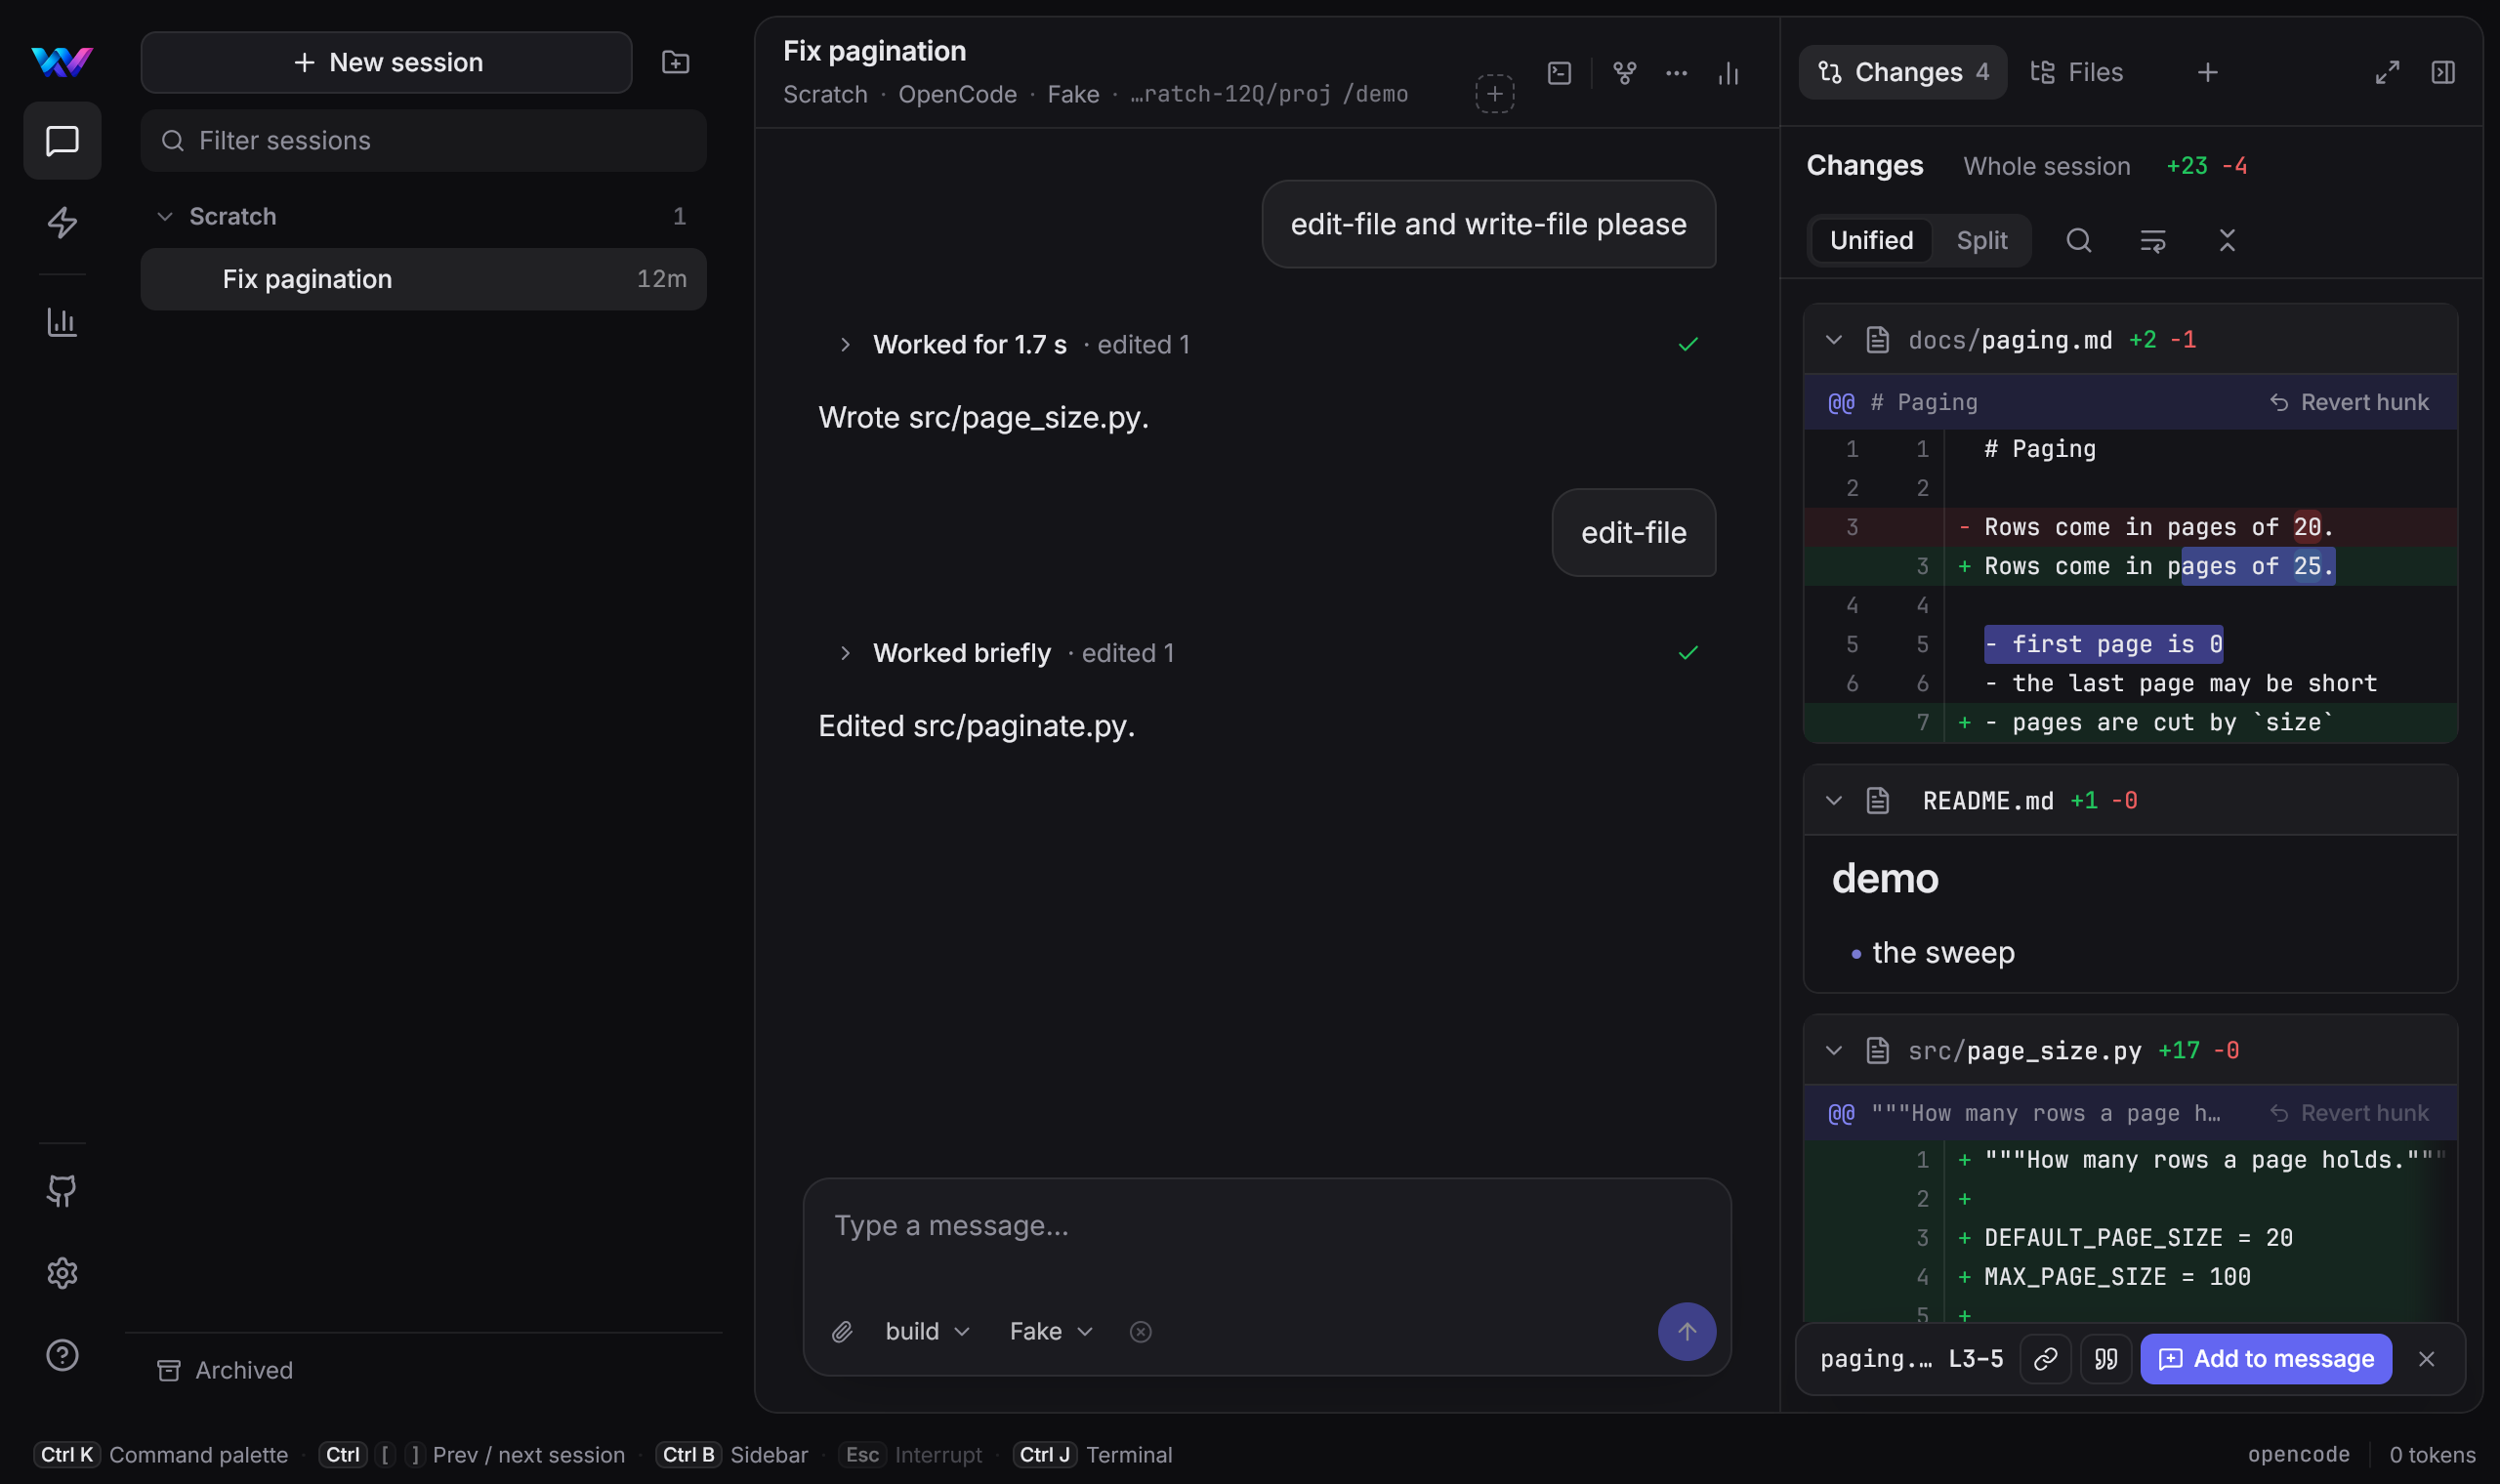 New session
Filter sessions
Scratch 1
Fix pagination 12m
Archived
Fix pagination
Scratch · OpenCode · Fake · …ratch-12Q/proj /demo
edit-file and write-file please
Worked for 1.7 s · edited 1
Wrote src/page_size.py.
edit-file
Worked briefly · edited 1
Edited src/paginate.py.
Type a message...
build Fake
Changes 4 Files
Changes Whole session +23 -4
Unified Split
docs/paging.md +2 -1
@@ # Paging Revert hunk
1 1 # Paging
2 2
3 - Rows come in pages of 20.
3 + Rows come in pages of 25.
4 4
5 5 - first page is 0
6 6 - the last page may be short
7 + - pages are cut by `size`
README.md +1 -0
demo
• the sweep
src/page_size.py +17 -0
@@ """How many rows a page h… Revert hunk
1 + """How many rows a page holds."""
2 +
3 + DEFAULT_PAGE_SIZE = 20
4 + MAX_PAGE_SIZE = 100
5 +
paging.… L3–5 Add to message
Ctrl K Command palette · Ctrl [ ] Prev / next session · Ctrl B Sidebar · Esc Interrupt · Ctrl J Terminal
opencode 0 tokens